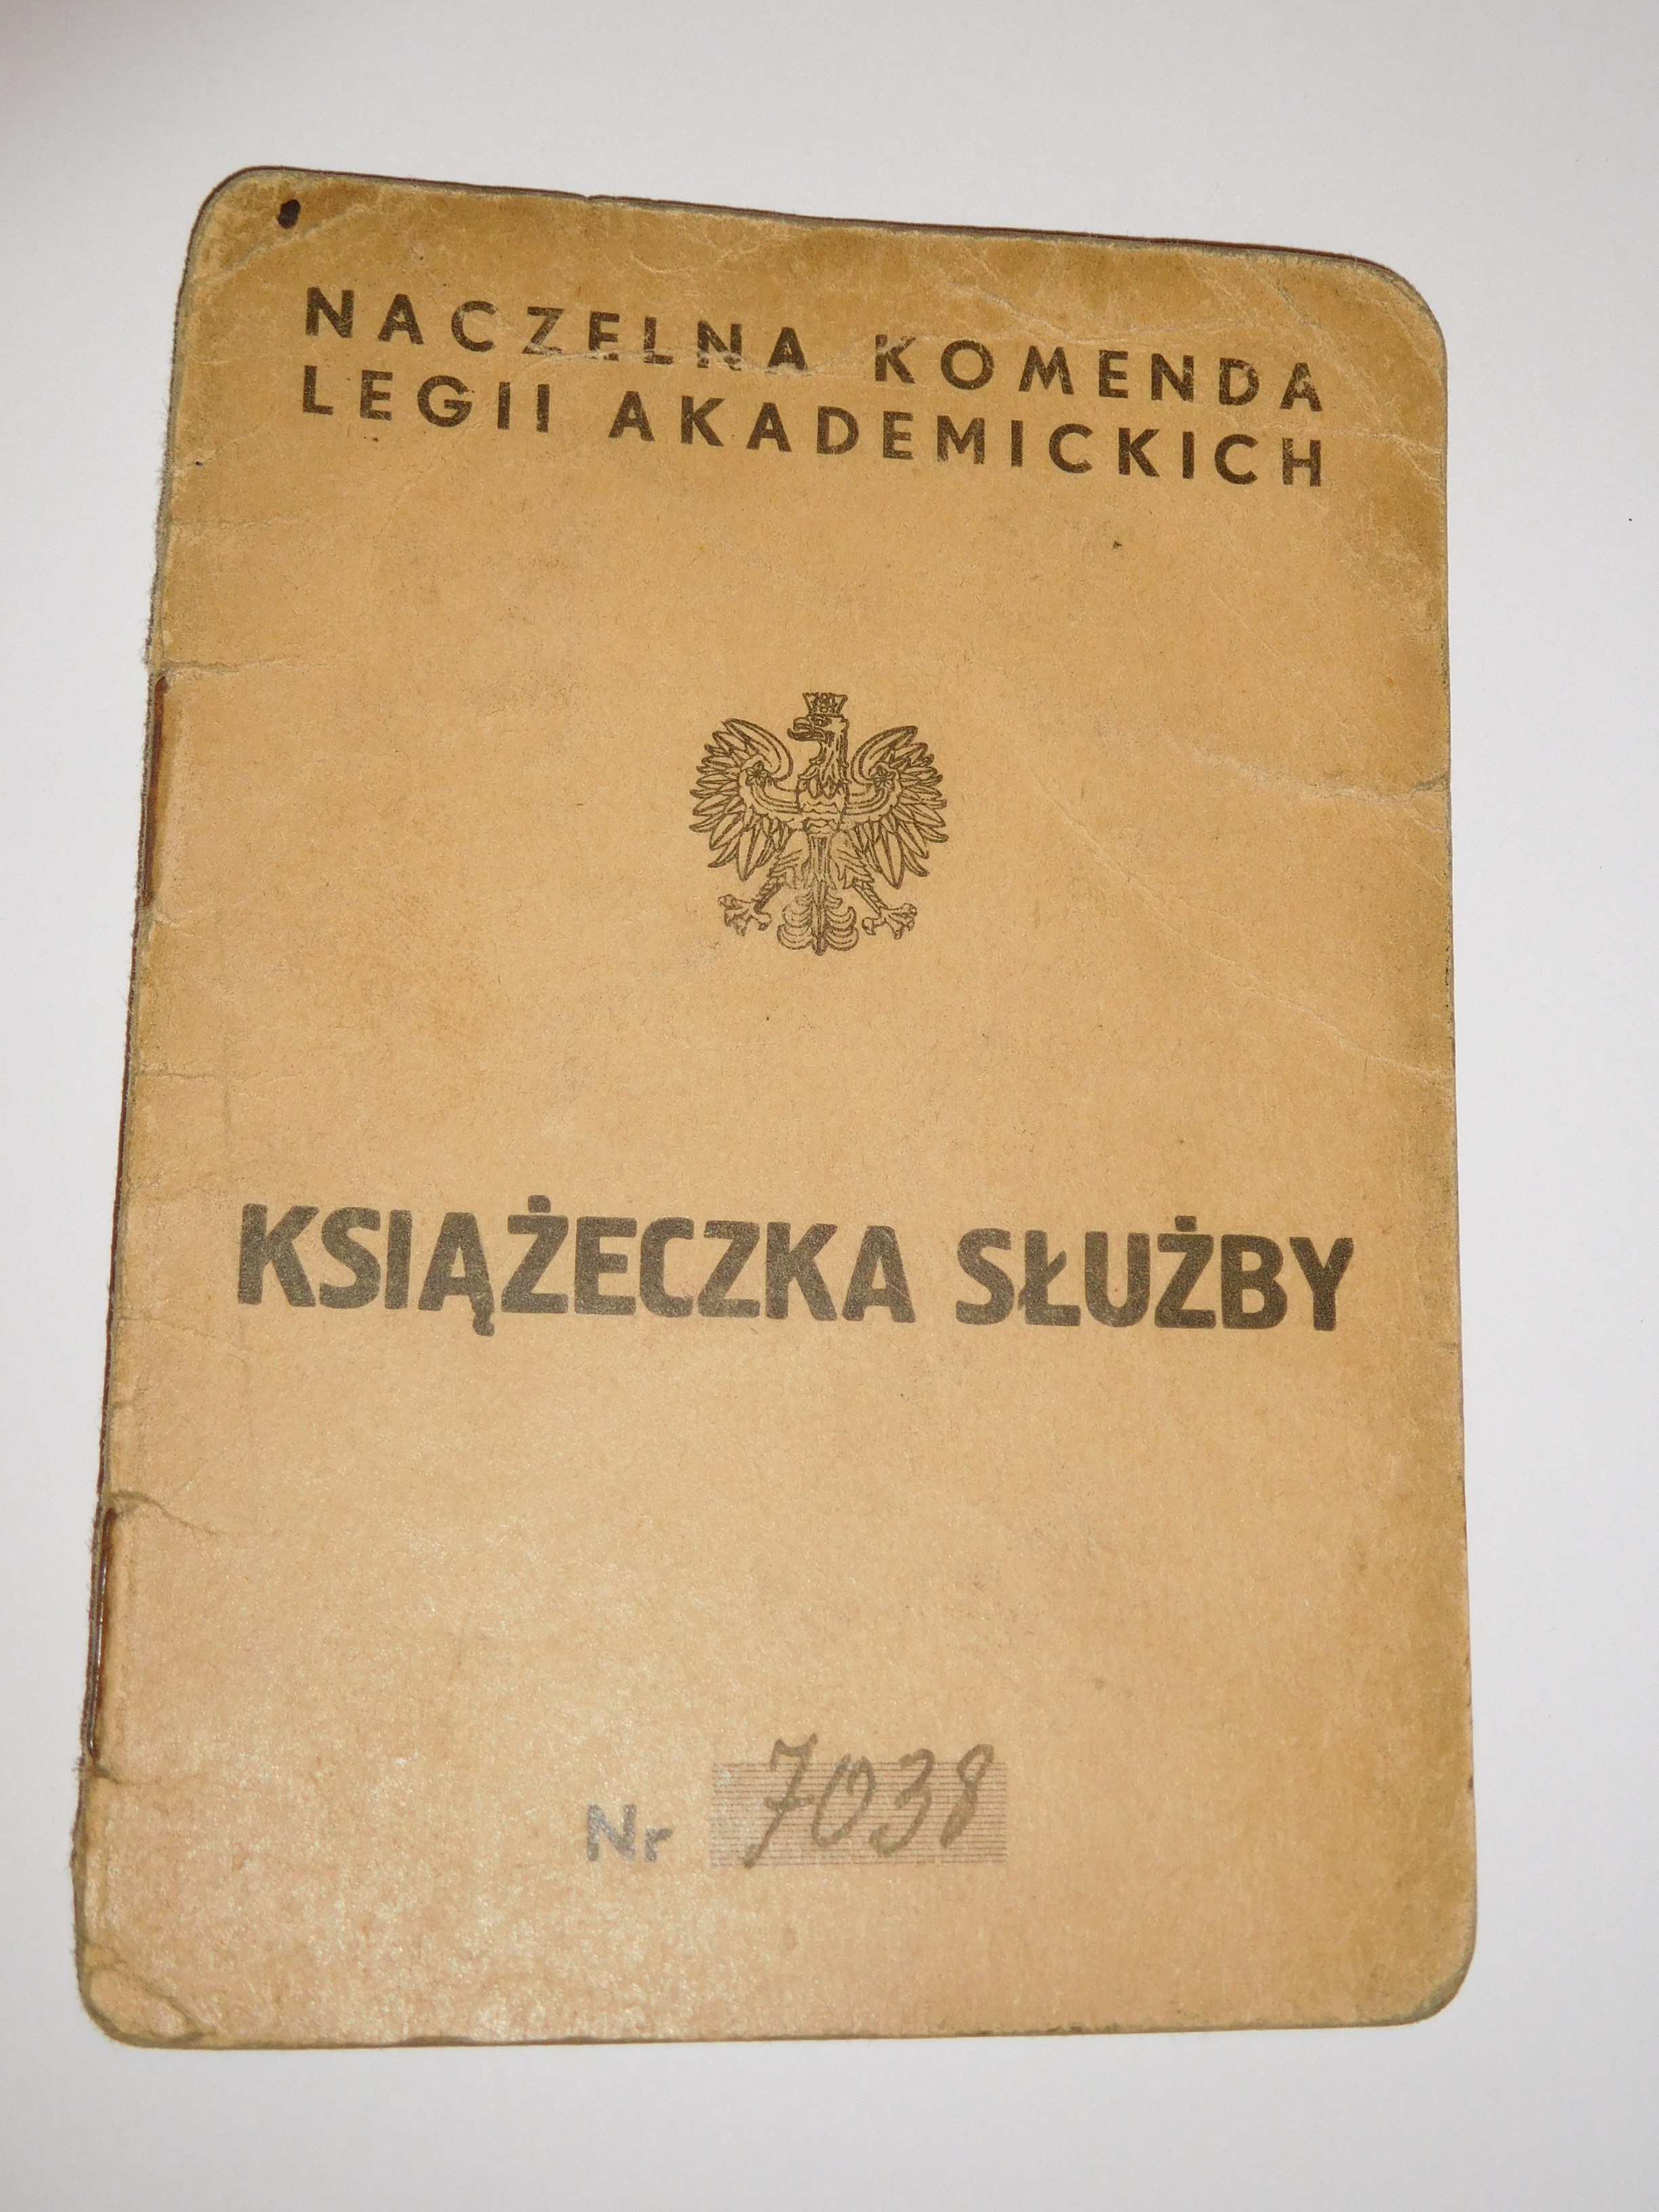 NACZELNA KOMENDA
LEGII AKADEMICKICH
KSIĄŻECZKA SŁUŻBY
Nr 7038